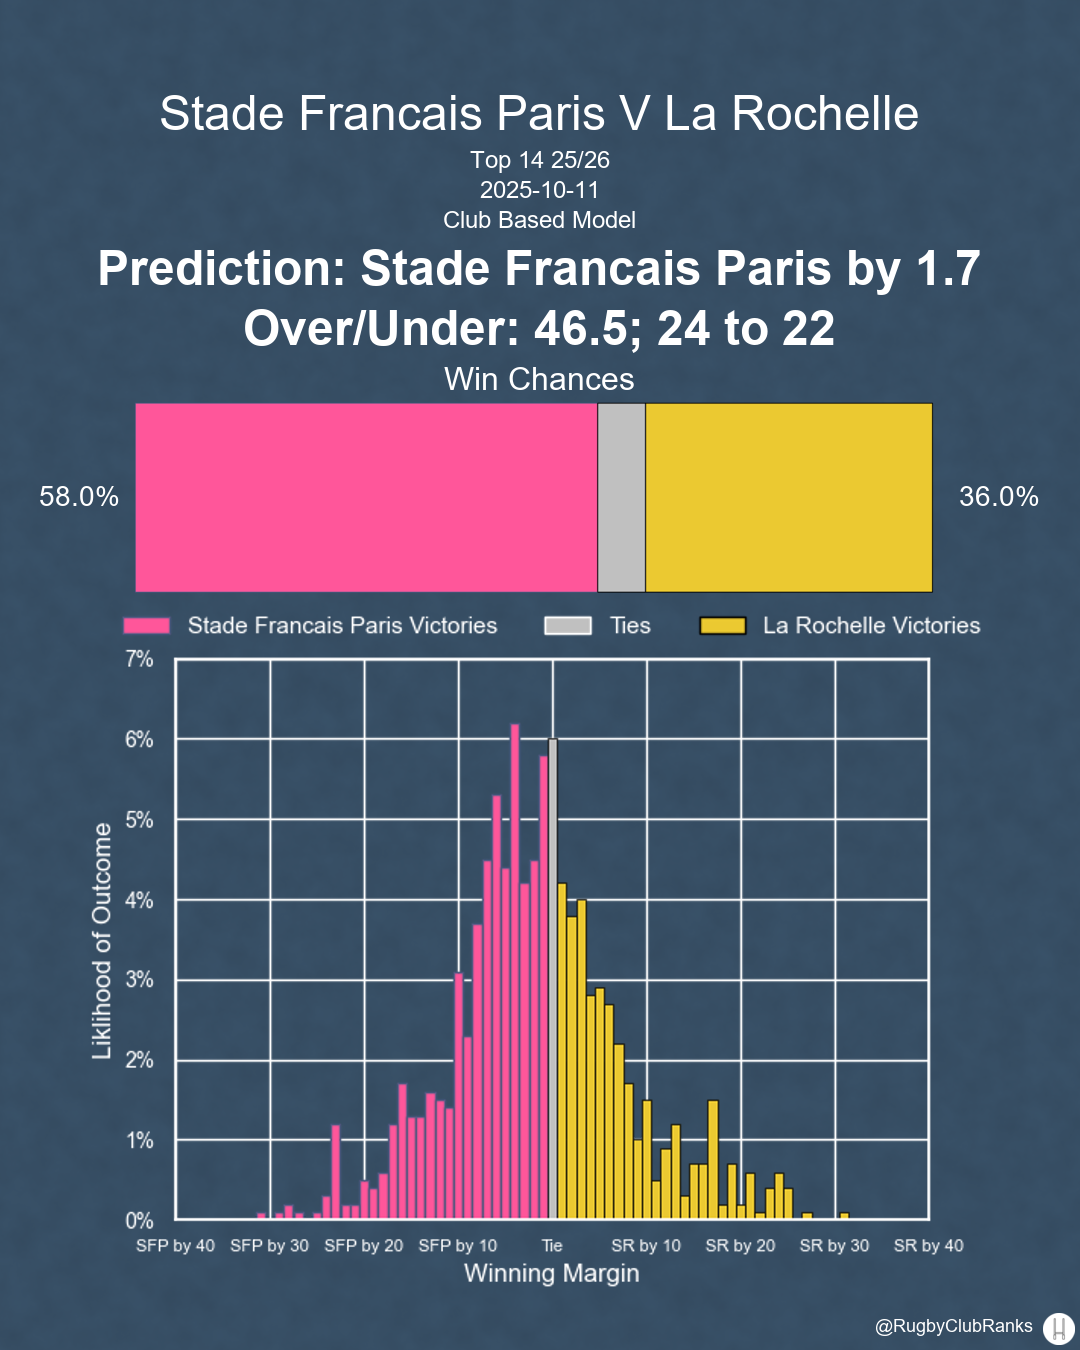 Stade Francais Paris V La Rochelle
Top 14 25/26
2025-10-11
Club Based Model
Prediction: Stade Francais Paris by 1.7
Over/Under: 46.5; 24 to 22
Win Chances
58.0%
36.0%
Stade Francais Paris Victories
Ties
La Rochelle Victories
7%
6%
5%
4%
3%
2%
1%
0%
Liklihood of Outcome
SFP by 40 SFP by 30 SFP by 20 SFP by 10 Tie SR by 10 SR by 20 SR by 30 SR by 40
Winning Margin
@RugbyClubRanks